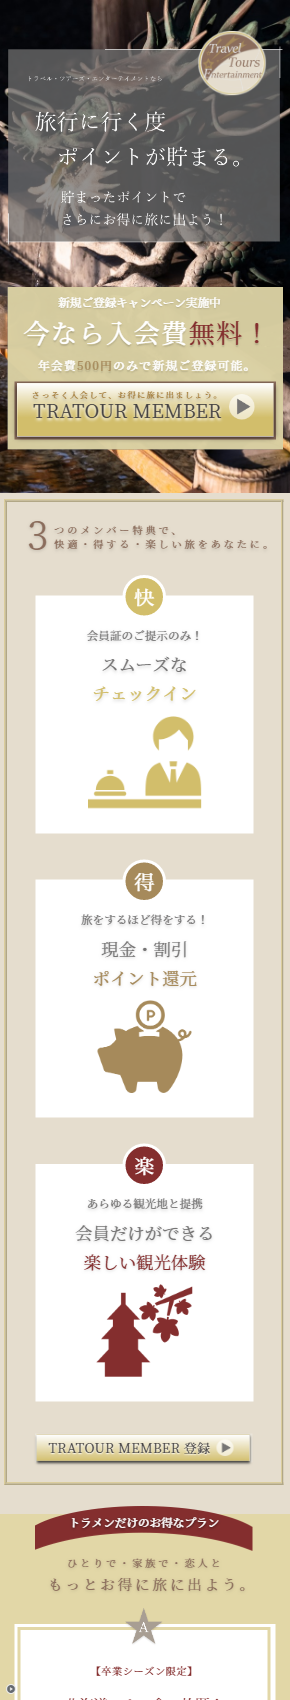 Travel
Tours
Entertainment
トラベル・ツアーズ・エンターテイメントなら
旅行に行く度
ポイントが貯まる。
貯まったポイントで
さらにお得に旅に出よう！
新規ご登録キャンペーン実施中
今なら入会費無料！
年会費500円のみで新規ご登録可能。
さっそく入会して、お得に旅に出ましょう。
TRATOUR MEMBER
3 つのメンバー特典で、
快適・得する・楽しい旅をあなたに。
快
会員証のご提示のみ！
スムーズな
チェックイン
得
旅をするほど得をする！
現金・割引
ポイント還元
P
楽
あらゆる観光地と提携
会員だけができる
楽しい観光体験
TRATOUR MEMBER 登録
トラメンだけのお得なプラン
ひとりで・家族で・恋人と
もっとお得に旅に出よう。
A
【卒業シーズン限定】